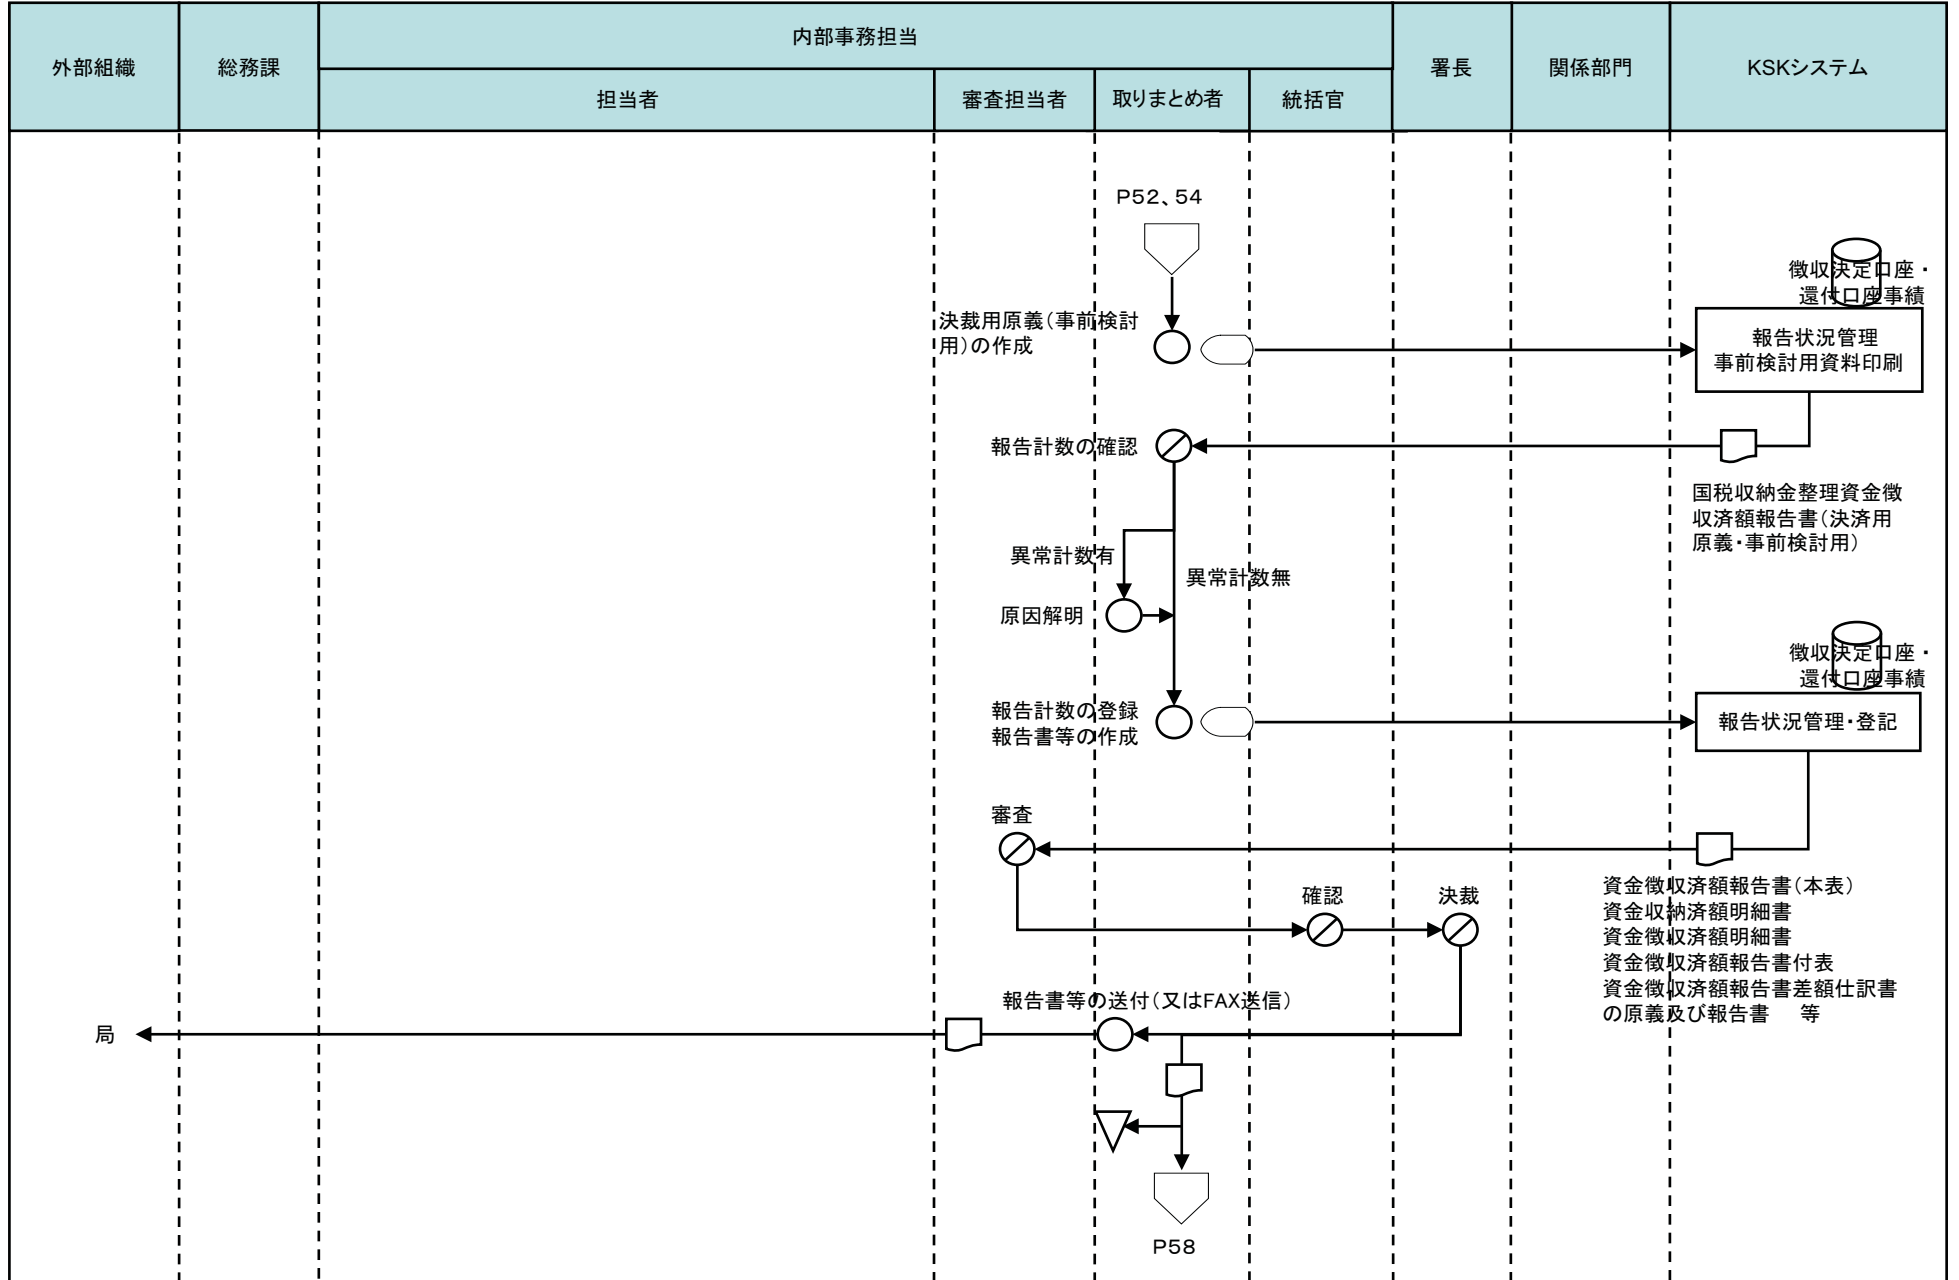 外部組織
総務課
内部事務担当
担当者
審査担当者
取りまとめ者
統括官
署長
関係部門
KSKシステム
P52、54
徴収決定口座・
還付口座事績
決裁用原義(事前検討
用)の作成
報告状況管理
事前検討用資料印刷
報告計数の確認
国税収納金整理資金徴
収済額報告書(決済用
原義・事前検討用)
異常計数有
異常計数無
原因解明
徴収決定口座・
還付口座事績
報告計数の登録
報告書等の作成
報告状況管理・登記
審査
確認
決裁
資金徴収済額報告書(本表)
資金収納済額明細書
資金徴収済額明細書
資金徴収済額報告書付表
資金徴収済額報告書差額仕訳書
の原義及び報告書 等
報告書等の送付(又はFAX送信)
局
P58